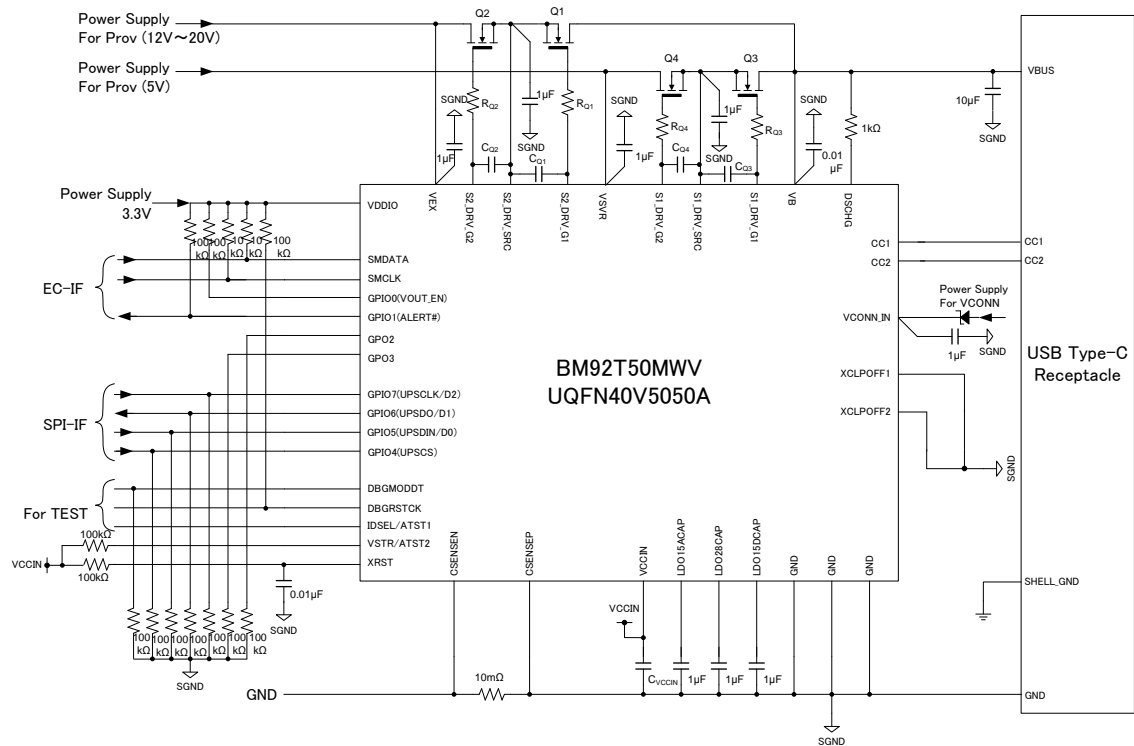 Power Supply
For Prov (12V～20V)
Power Supply
For Prov (5V)
Q2
Q1
Q4
Q3
SGND
1μF
RQ2
1μF
SGND
RQ1
CQ2
CQ1
SGND
1μF
RQ4
1μF
SGND
RQ3
CQ4
CQ3
SGND
0.01
μF
1kΩ
10μF
SGND
VBUS
Power Supply
3.3V
100
kΩ
100
kΩ
10
kΩ
10
kΩ
100
kΩ
VEX
S2_DRV_G2
S2_DRV_SRC
S2_DRV_G1
VSVR
S1_DRV_G2
S1_DRV_SRC
S1_DRV_G1
VB
DSCHG
VDDIO
SMDATA
SMCLK
GPIO0(VOUT_EN)
GPIO1(ALERT#)
GPO2
GPO3
GPIO7(UPSCLK/D2)
GPIO6(UPSDO/D1)
GPIO5(UPSDIN/D0)
GPIO4(UPSCS)
DBGMODDT
DBGRSTCK
IDSEL/ATST1
VSTR/ATST2
XRST
EC-IF
SPI-IF
For TEST
VCCIN
100kΩ
100kΩ
0.01μF
SGND
BM92T50MWV
UQFN40V5050A
CC1
CC2
VCONN_IN
XCLPOFF1
XCLPOFF2
CC1
CC2
Power Supply
For VCONN
1μF
SGND
SGND
USB Type-C
Receptacle
SHELL_GND
GND
CSENSEN
CSENSEP
VCCIN
LDO15ACAP
LDO28CAP
LDO15DCAP
GND
GND
GND
100
kΩ
100
kΩ
100
kΩ
100
kΩ
100
kΩ
100
kΩ
100
kΩ
SGND
GND
10mΩ
VCCIN
CVCCIN
1μF
1μF
1μF
SGND